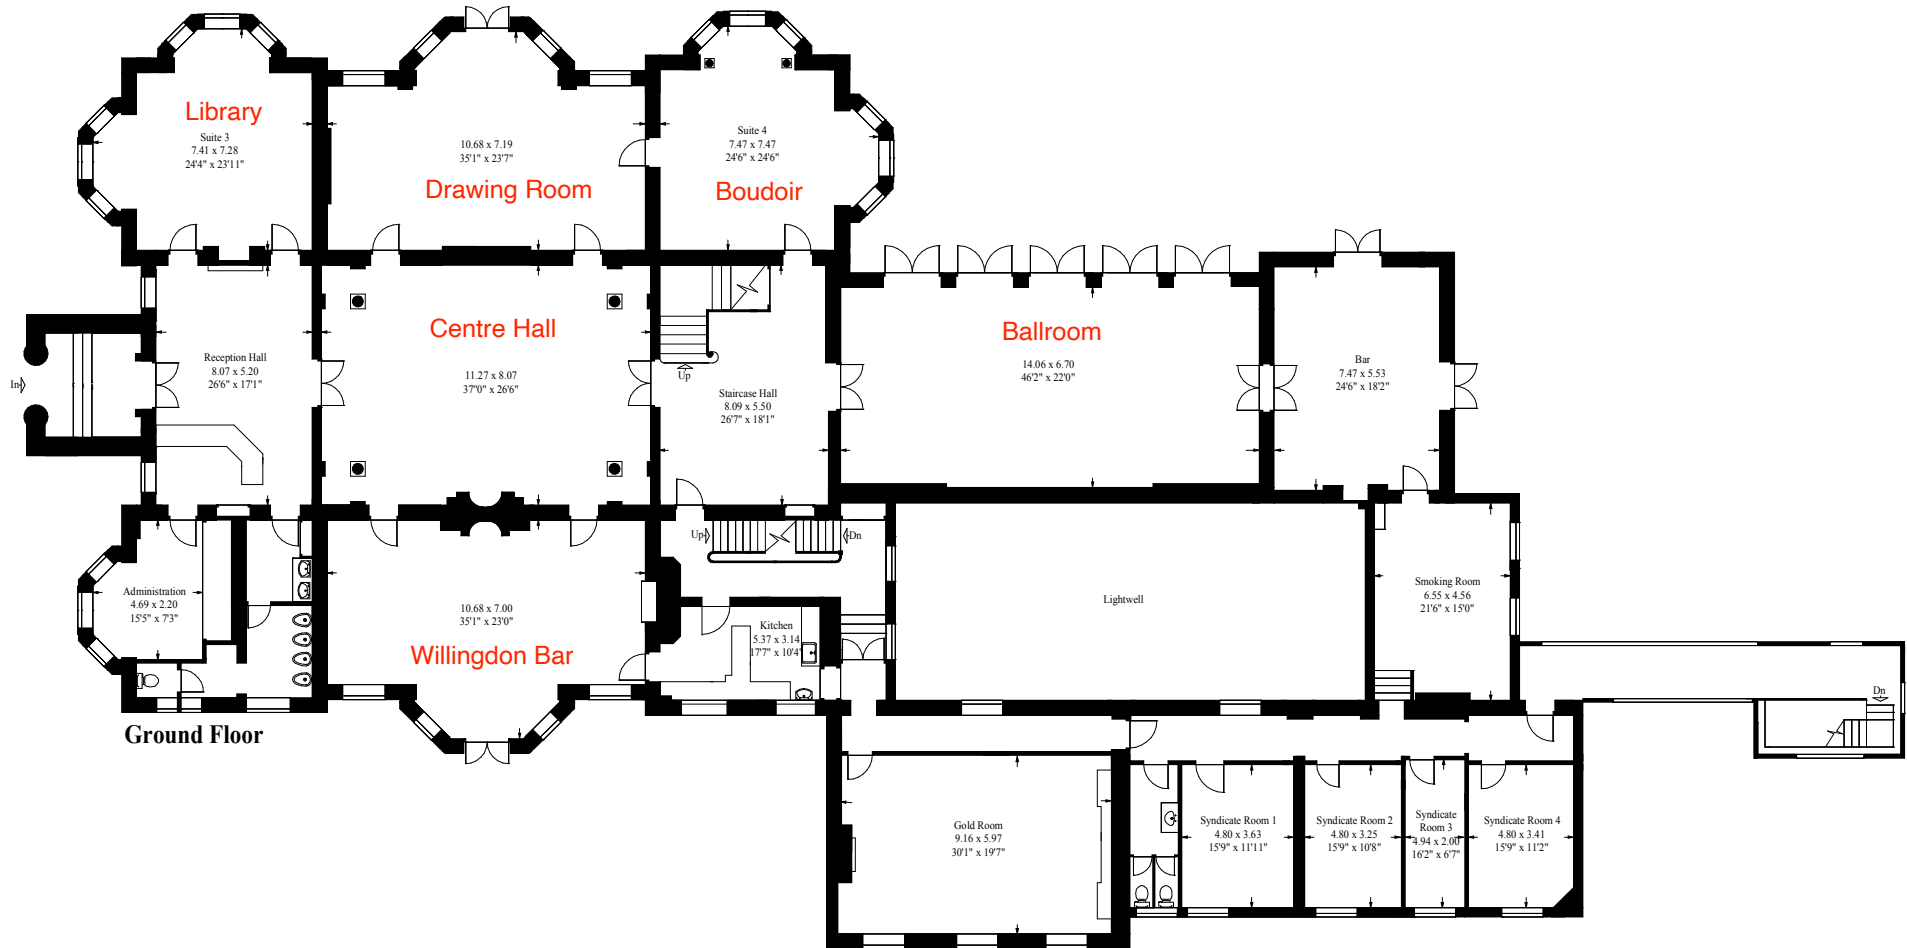 Library
Suite 3
7.41 x 7.28
24'4" x 23'11"
10.68 x 7.19
35'1" x 23'7"
Drawing Room
Suite 4
7.47 x 7.47
24'6" x 24'6"
Boudoir
In
Reception Hall
8.07 x 5.20
26'6" x 17'1"
Centre Hall
11.27 x 8.07
37'0" x 26'6"
Up
Staircase Hall
8.09 x 5.50
26'7" x 18'1"
Ballroom
14.06 x 6.70
46'2" x 22'0"
Bar
7.47 x 5.53
24'6" x 18'2"
Up
Dn
Administration
4.69 x 2.20
15'5" x 7'3"
10.68 x 7.00
35'1" x 23'0"
Willingdon Bar
Kitchen
5.37 x 3.14
17'7" x 10'4"
Lightwell
Smoking Room
6.55 x 4.56
21'6" x 15'0"
Dn
Ground Floor
Gold Room
9.16 x 5.97
30'1" x 19'7"
Syndicate Room 1
4.80 x 3.63
15'9" x 11'11"
Syndicate Room 2
4.80 x 3.25
15'9" x 10'8"
Syndicate
Room 3
4.94 x 2.00
16'2" x 6'7"
Syndicate Room 4
4.80 x 3.41
15'9" x 11'2"